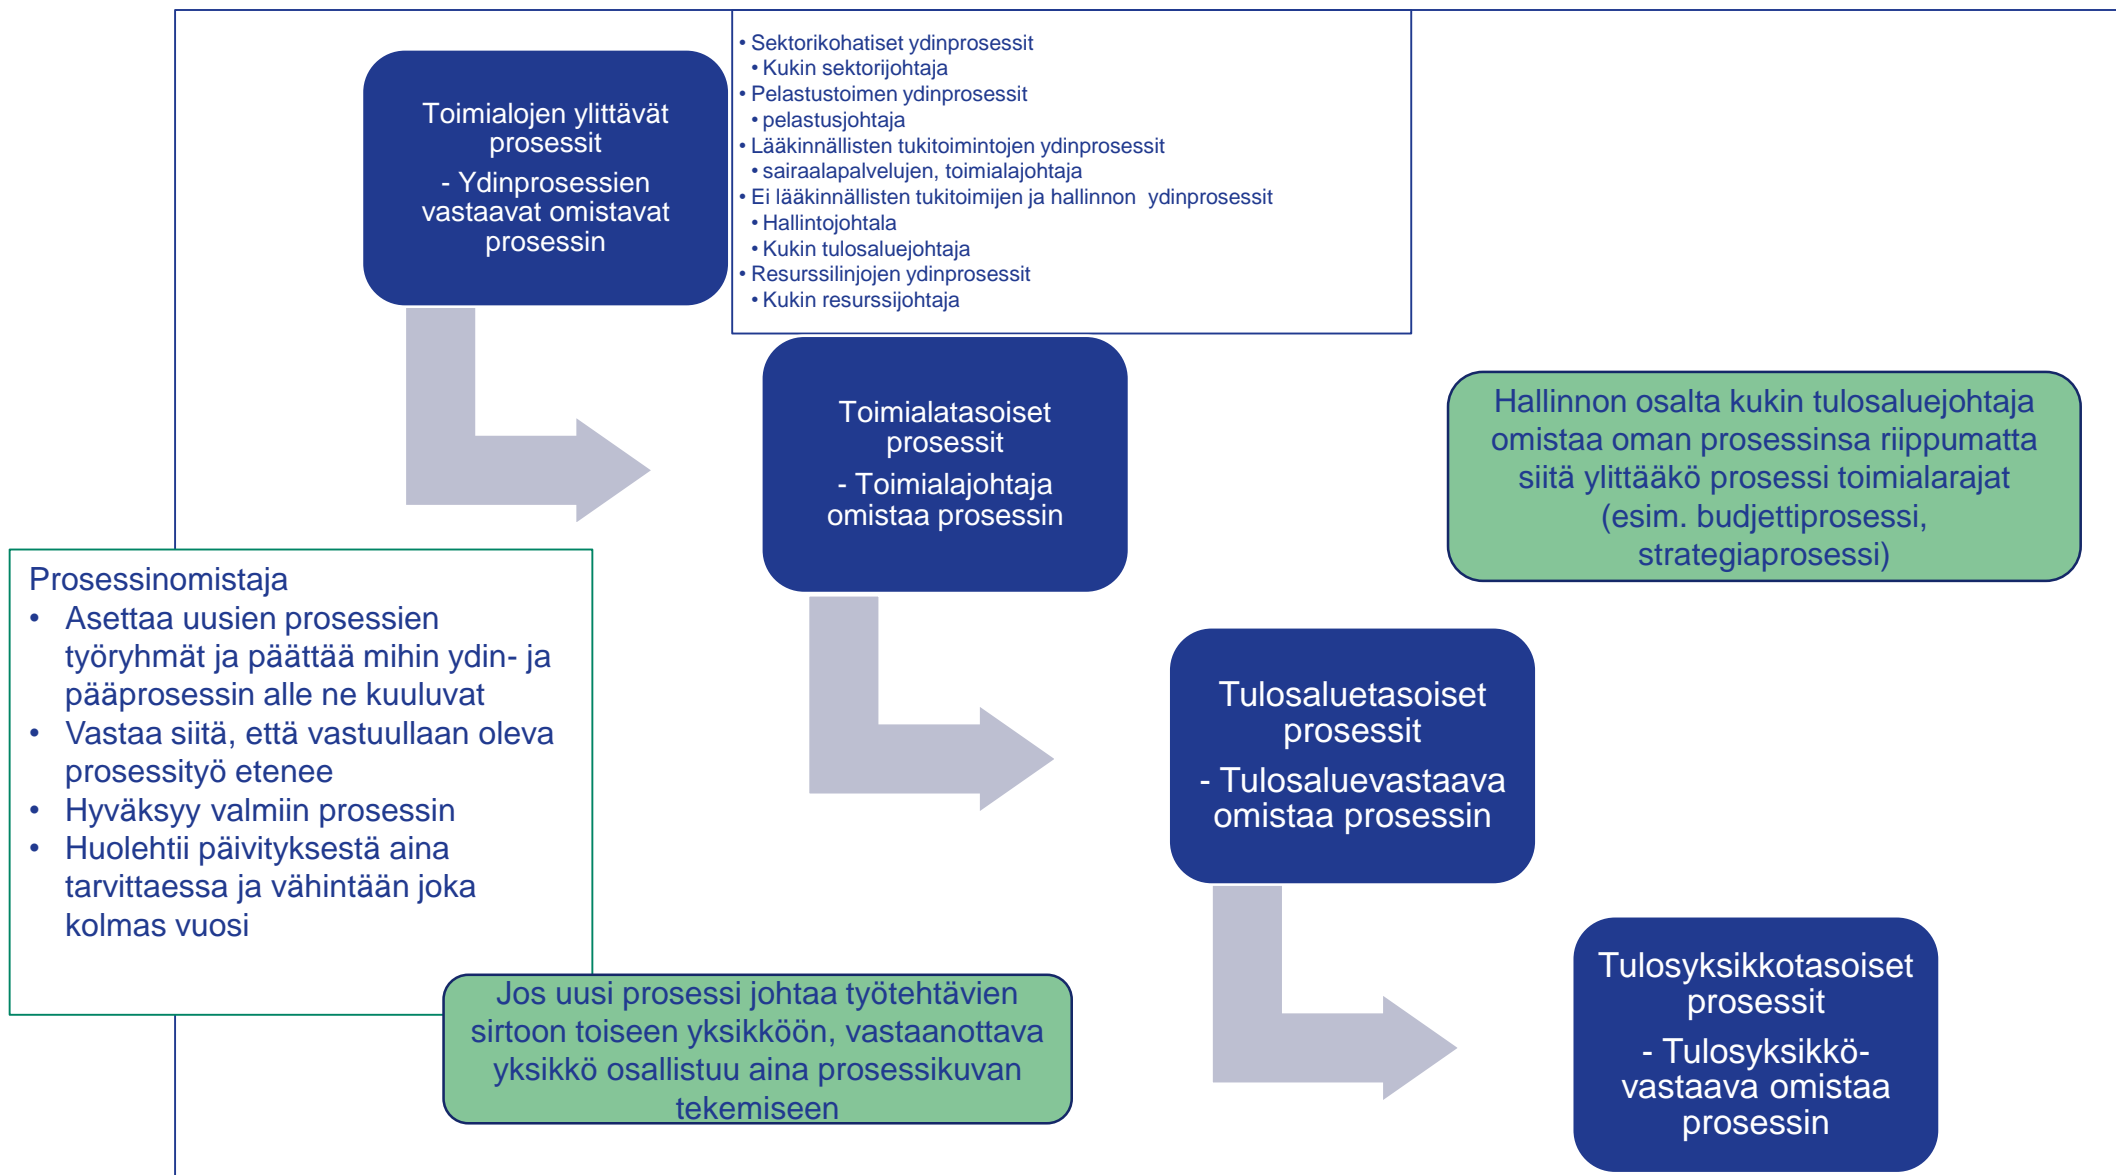 Toimialojen ylittävät
prosessit
- Ydinprosessien
vastaavat omistavat
prosessin
• Sektorikohatiset ydinprosessit
• Kukin sektorijohtaja
• Pelastustoimen ydinprosessit
• pelastusjohtaja
• Lääkinnällisten tukitoimintojen ydinprosessit
• sairaalapalvelujen, toimialajohtaja
• Ei lääkinnällisten tukitoimijen ja hallinnon ydinprosessit
• Hallintojohtala
• Kukin tulosaluejohtaja
• Resurssilinjojen ydinprosessit
• Kukin resurssijohtaja
Toimialatasoiset
prosessit
- Toimialajohtaja
omistaa prosessin
Hallinnon osalta kukin tulosaluejohtaja
omistaa oman prosessinsa riippumatta
siitä ylittääkö prosessi toimialarajat
(esim. budjettiprosessi,
strategiaprosessi)
Prosessinomistaja
• Asettaa uusien prosessien
työryhmät ja päättää mihin ydin- ja
pääprosessin alle ne kuuluvat
• Vastaa siitä, että vastuullaan oleva
prosessityö etenee
• Hyväksyy valmiin prosessin
• Huolehtii päivityksestä aina
tarvittaessa ja vähintään joka
kolmas vuosi
Tulosaluetasoiset
prosessit
- Tulosaluevastaava
omistaa prosessin
Jos uusi prosessi johtaa työtehtävien
sirtoon toiseen yksikköön, vastaanottava
yksikkö osallistuu aina prosessikuvan
tekemiseen
Tulosyksikkotasoiset
prosessit
- Tulosyksikkö-
vastaava omistaa
prosessin